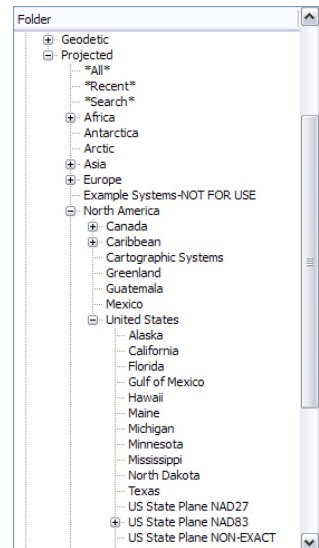 Folder
Geodetic
Projected
*All*
*Recent*
*Search*
Africa
Antarctica
Arctic
Asia
Europe
Example Systems-NOT FOR USE
North America
Canada
Caribbean
Cartographic Systems
Greenland
Guatemala
Mexico
United States
Alaska
California
Florida
Gulf of Mexico
Hawaii
Maine
Michigan
Minnesota
Mississippi
North Dakota
Texas
US State Plane NAD27
US State Plane NAD83
US State Plane NON-EXACT